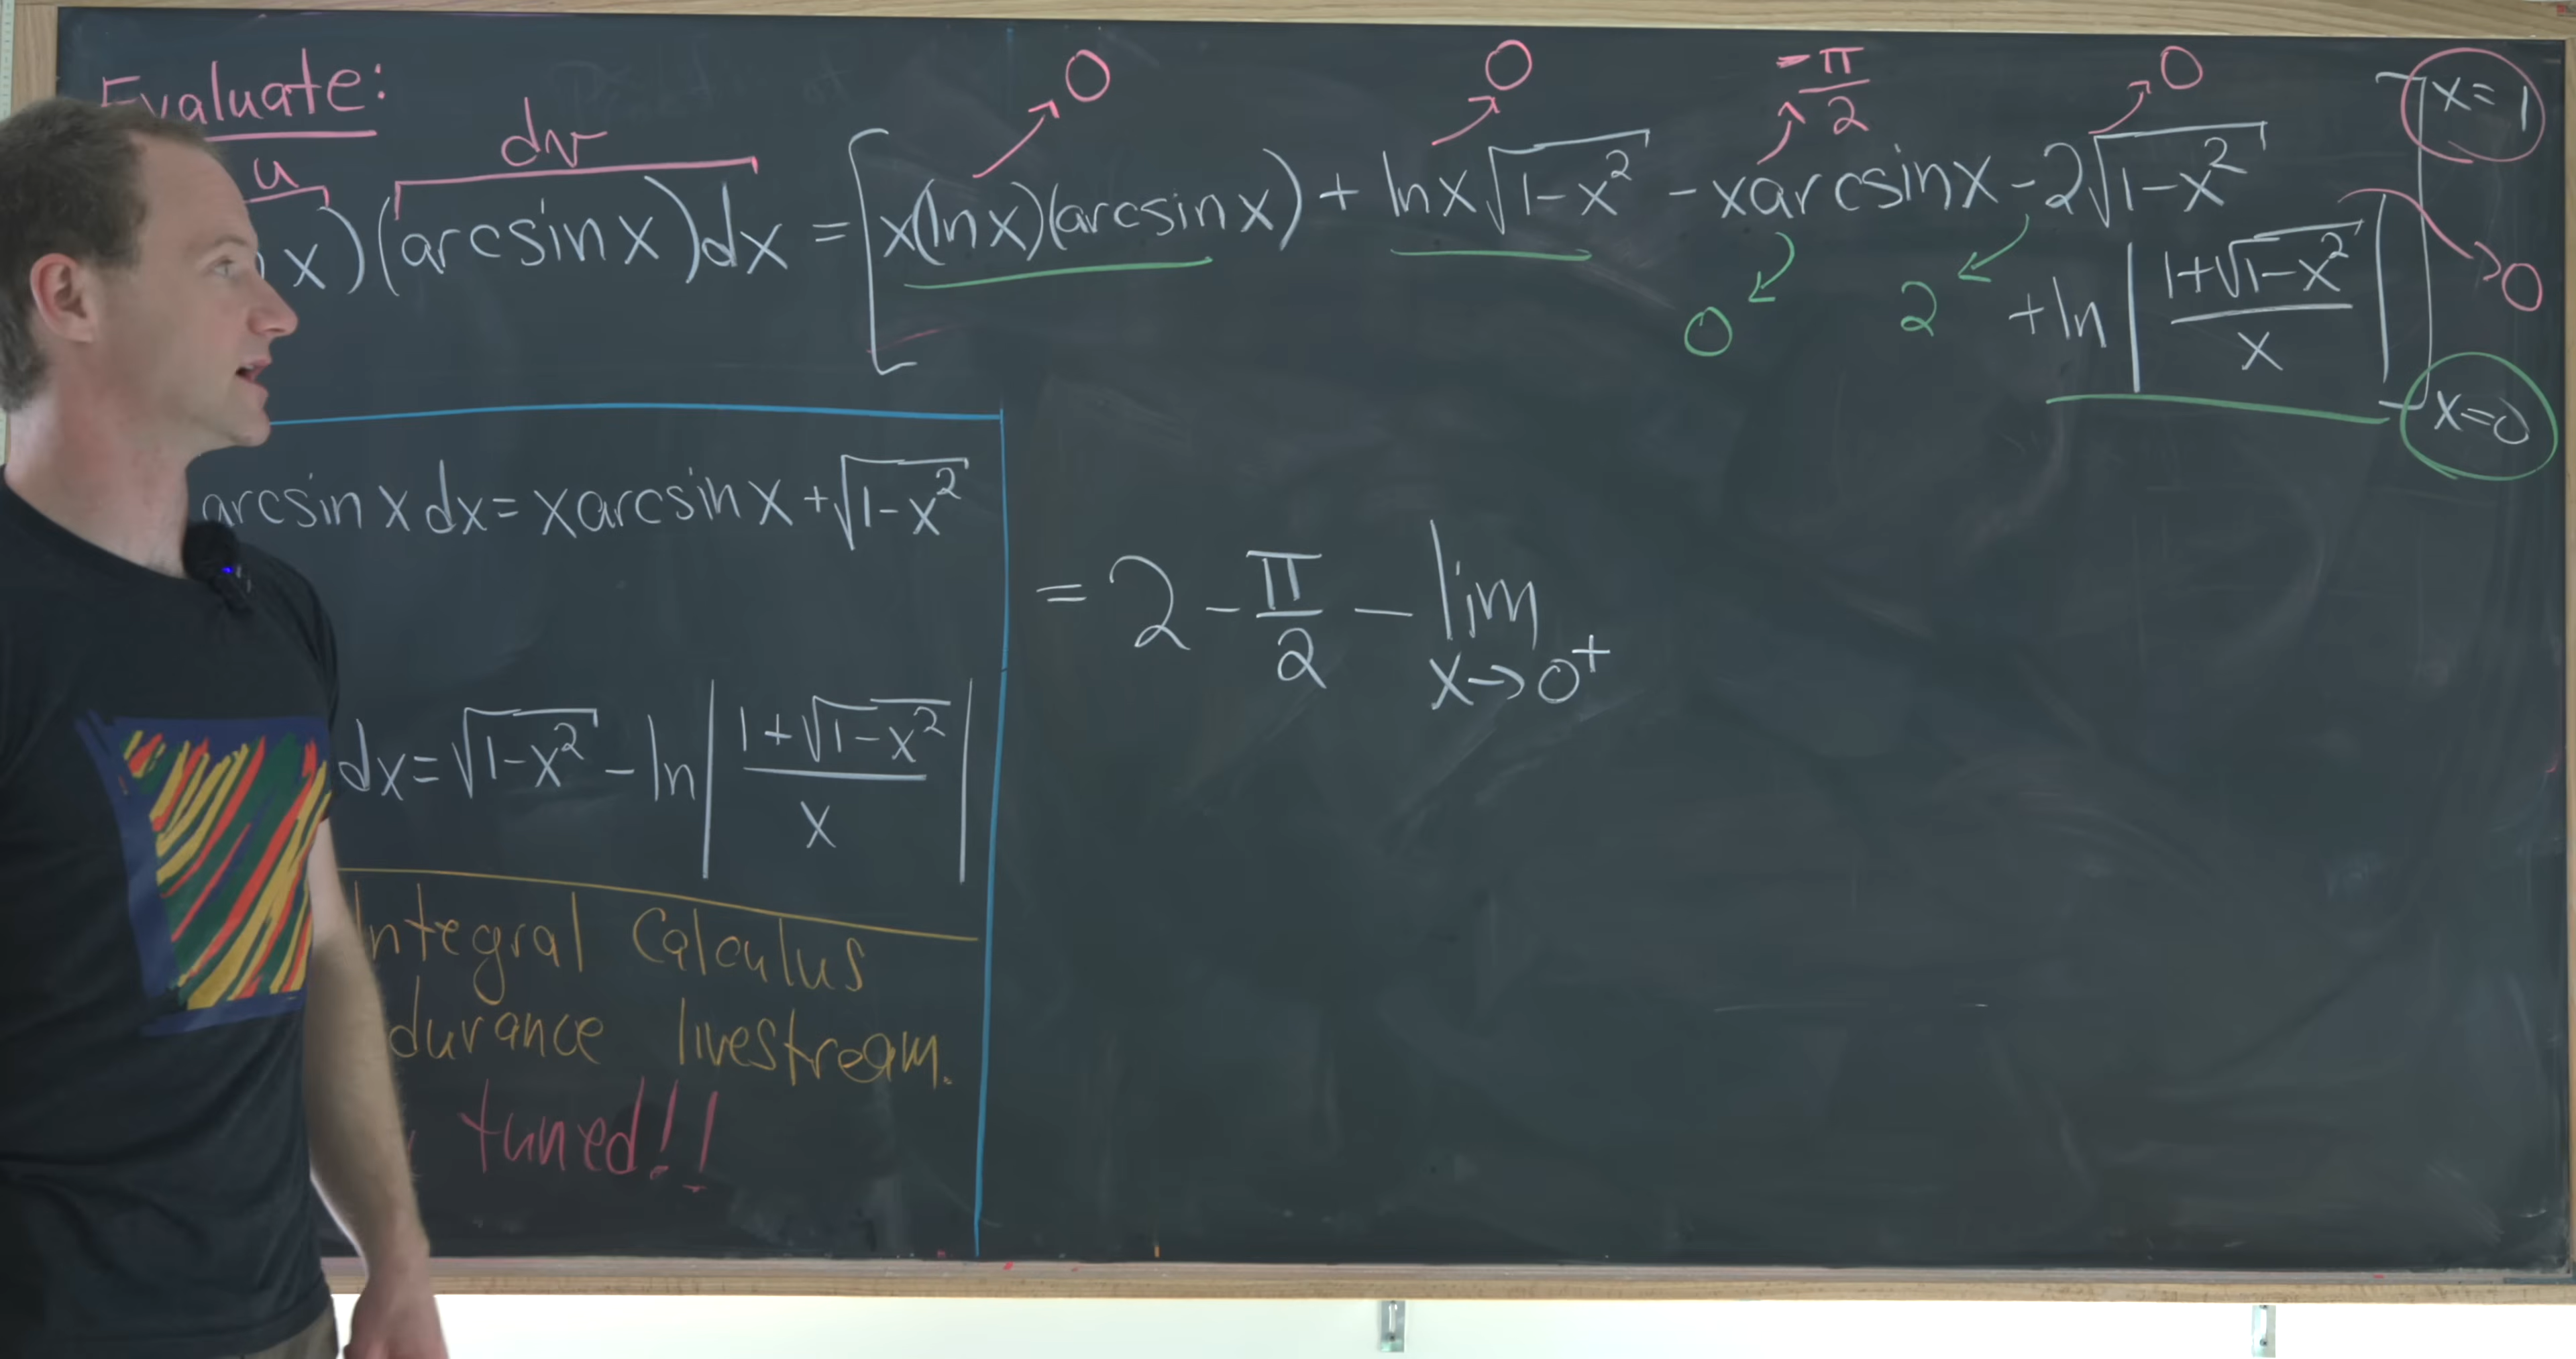 Evaluate:
u dv
x)(arcsin x)dx = [x(ln x)(arcsin x) + ln x√(1-x²) - x arcsin x - 2√(1-x²)
+ ln |(1+√(1-x²))/x| ]
x=1
x=0
0 0 -π/2 0 0
0 2
arcsin x dx = x arcsin x + √(1-x²)
= 2 - π/2 - lim x→0⁺
dx = √(1-x²) - ln |(1+√(1-x²))/x|
Integral Calculus
durance livestream.
tuned!!